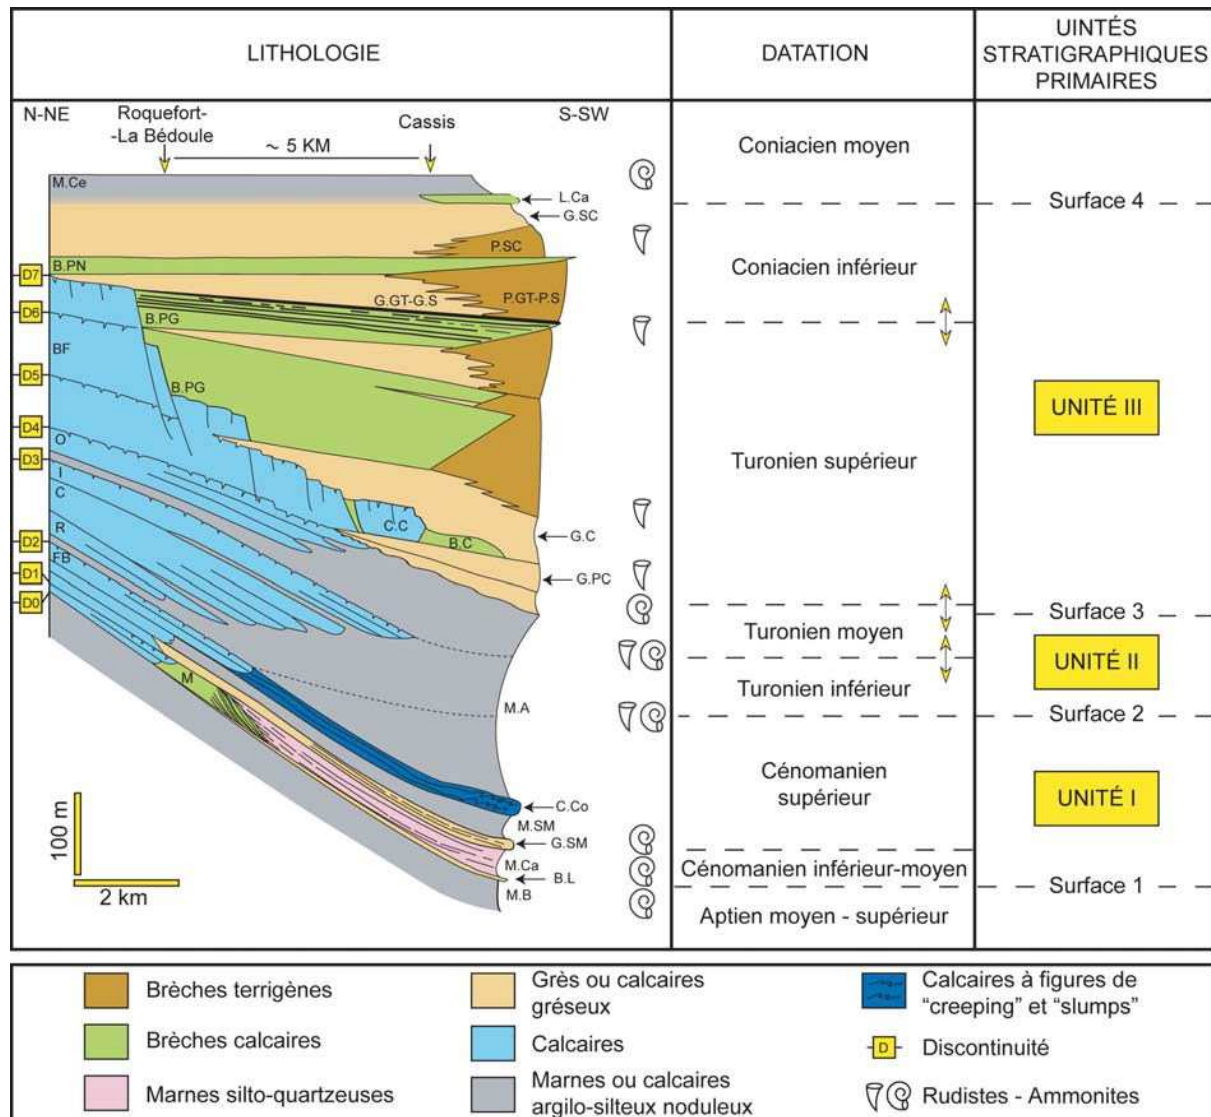 LITHOLOGIE
DATATION
UINTÉS
STRATIGRAPHIQUES
PRIMAIRES
N-NE
Roquefort-
-La Bédoule
Cassis
S-SW
~ 5 KM
M.Ce
L.Ca
G.SC
P.SC
B.PN
D7
G.GT-G.S
P.GT-P.S
D6
B.PG
BF
D5
B.PG
D4
O
D3
I
C
C.C
R
B.C
G.C
D2
FB
G.PC
D1
D0
M
M.A
C.Co
M.SM
G.SM
M.Ca
B.L
M.B
100 m
2 km
Coniacien moyen
Coniacien inférieur
Turonien supérieur
Turonien moyen
Turonien inférieur
Cénomanien
supérieur
Cénomanien inférieur-moyen
Aptien moyen - supérieur
Surface 4
UNITÉ III
Surface 3
UNITÉ II
Surface 2
UNITÉ I
Surface 1
Brèches terrigènes
Brèches calcaires
Marnes silto-quartzeuses
Grès ou calcaires
gréseux
Calcaires
Marnes ou calcaires
argilo-silteux noduleux
Calcaires à figures de
“creeping” et “slumps”
D
Discontinuité
Rudistes - Ammonites